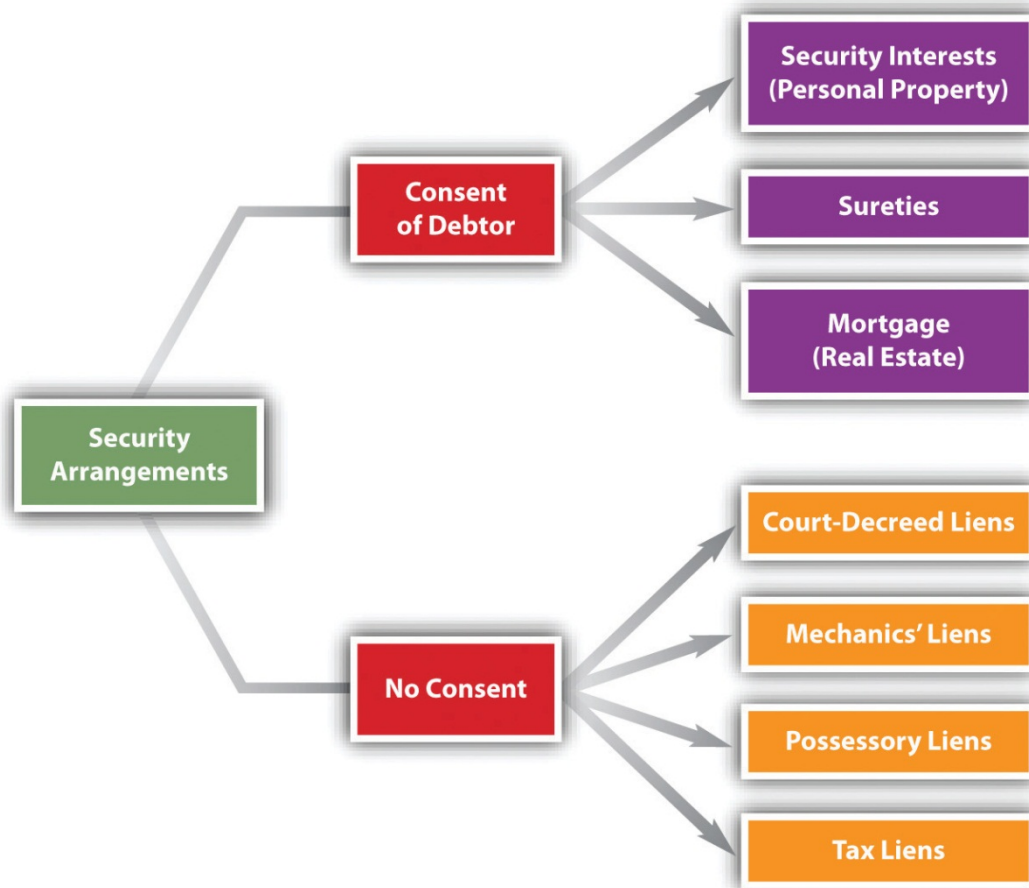 Security Interests
(Personal Property)
Consent
of Debtor
Sureties
Mortgage
(Real Estate)
Security
Arrangements
Court-Decreed Liens
Mechanics’ Liens
No Consent
Possessory Liens
Tax Liens